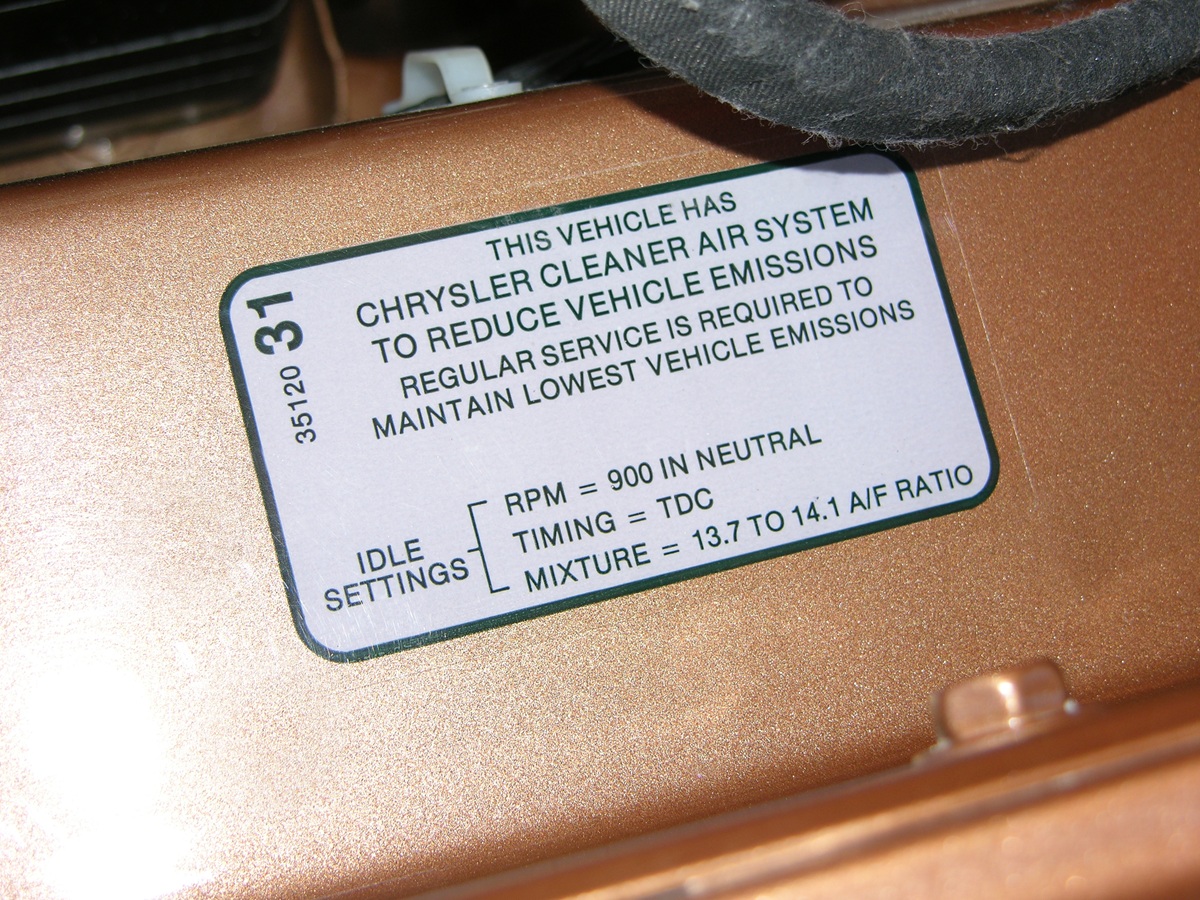 THIS VEHICLE HAS
CHRYSLER CLEANER AIR SYSTEM
TO REDUCE VEHICLE EMISSIONS
REGULAR SERVICE IS REQUIRED TO
MAINTAIN LOWEST VEHICLE EMISSIONS
35120 31
IDLE
SETTINGS
RPM = 900 IN NEUTRAL
TIMING = TDC
MIXTURE = 13.7 TO 14.1 A/F RATIO